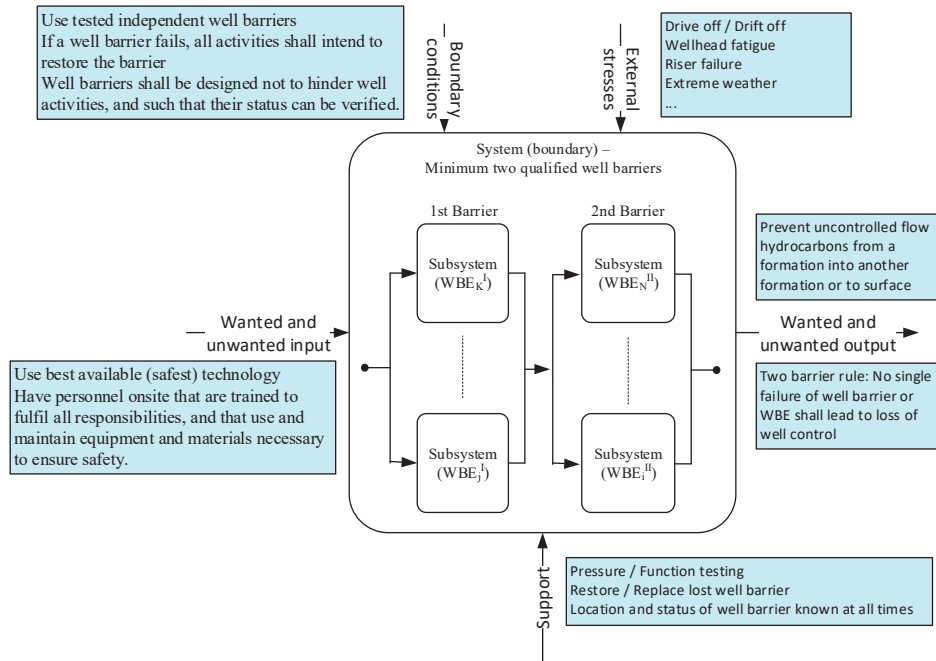 Use tested independent well barriers
If a well barrier fails, all activities shall intend to
restore the barrier
Well barriers shall be designed not to hinder well
activities, and such that their status can be verified.
Boundary
conditions
External
stresses
Drive off / Drift off
Wellhead fatigue
Riser failure
Extreme weather
...
System (boundary) –
Minimum two qualified well barriers
1st Barrier
2nd Barrier
Subsystem
(WBE_K^I)
Subsystem
(WBE_N^II)
Subsystem
(WBE_j^I)
Subsystem
(WBE_i^II)
Wanted and
unwanted input
Use best available (safest) technology
Have personnel onsite that are trained to
fulfil all responsibilities, and that use and
maintain equipment and materials necessary
to ensure safety.
Prevent uncontrolled flow
hydrocarbons from a
formation into another
formation or to surface
Wanted and
unwanted output
Two barrier rule: No single
failure of well barrier or
WBE shall lead to loss of
well control
Support
Pressure / Function testing
Restore / Replace lost well barrier
Location and status of well barrier known at all times